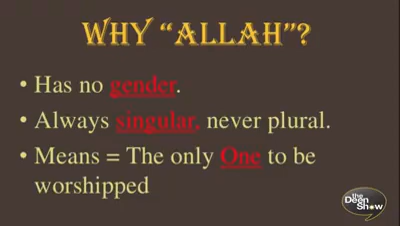 WHY “ALLAH”?
• Has no gender.
• Always singular, never plural.
• Means = The only One to be
worshipped
the
Deen
Show